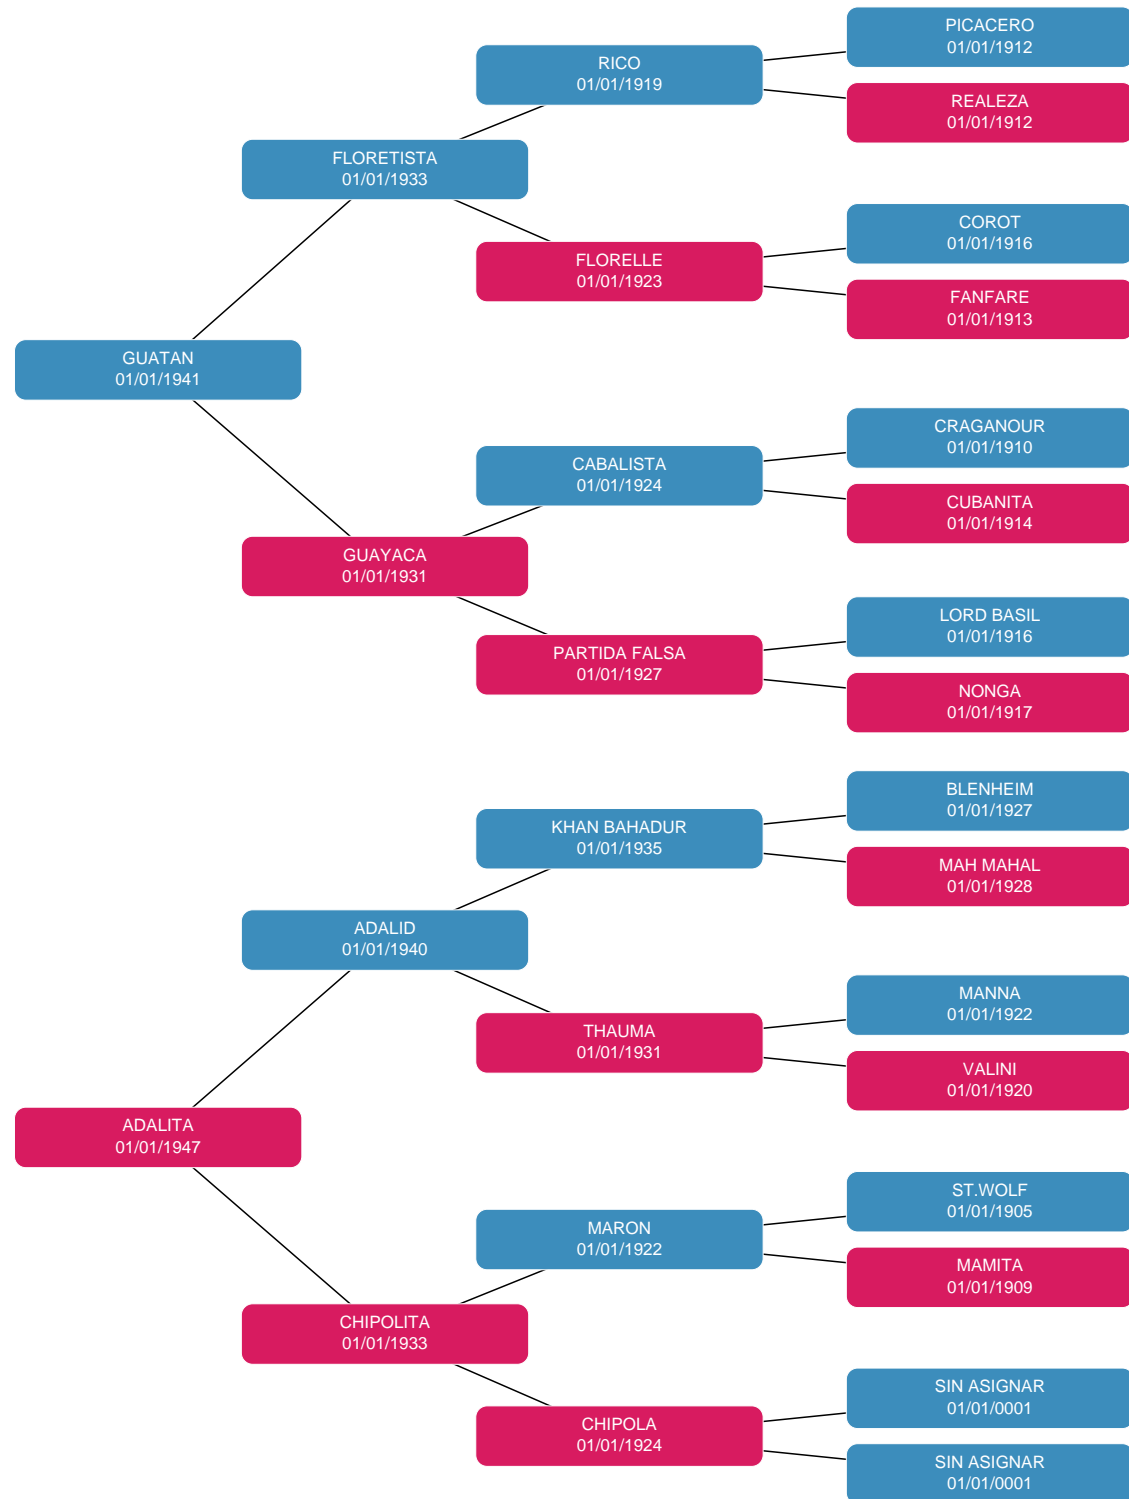 PICACERO
01/01/1912
RICO
01/01/1919
REALEZA
01/01/1912
FLORETISTA
01/01/1933
COROT
01/01/1916
FLORELLE
01/01/1923
FANFARE
01/01/1913
GUATAN
01/01/1941
CRAGANOUR
01/01/1910
CABALISTA
01/01/1924
CUBANITA
01/01/1914
GUAYACA
01/01/1931
LORD BASIL
01/01/1916
PARTIDA FALSA
01/01/1927
NONGA
01/01/1917
BLENHEIM
01/01/1927
KHAN BAHADUR
01/01/1935
MAH MAHAL
01/01/1928
ADALID
01/01/1940
MANNA
01/01/1922
THAUMA
01/01/1931
VALINI
01/01/1920
ADALITA
01/01/1947
ST.WOLF
01/01/1905
MARON
01/01/1922
MAMITA
01/01/1909
CHIPOLITA
01/01/1933
SIN ASIGNAR
01/01/0001
CHIPOLA
01/01/1924
SIN ASIGNAR
01/01/0001